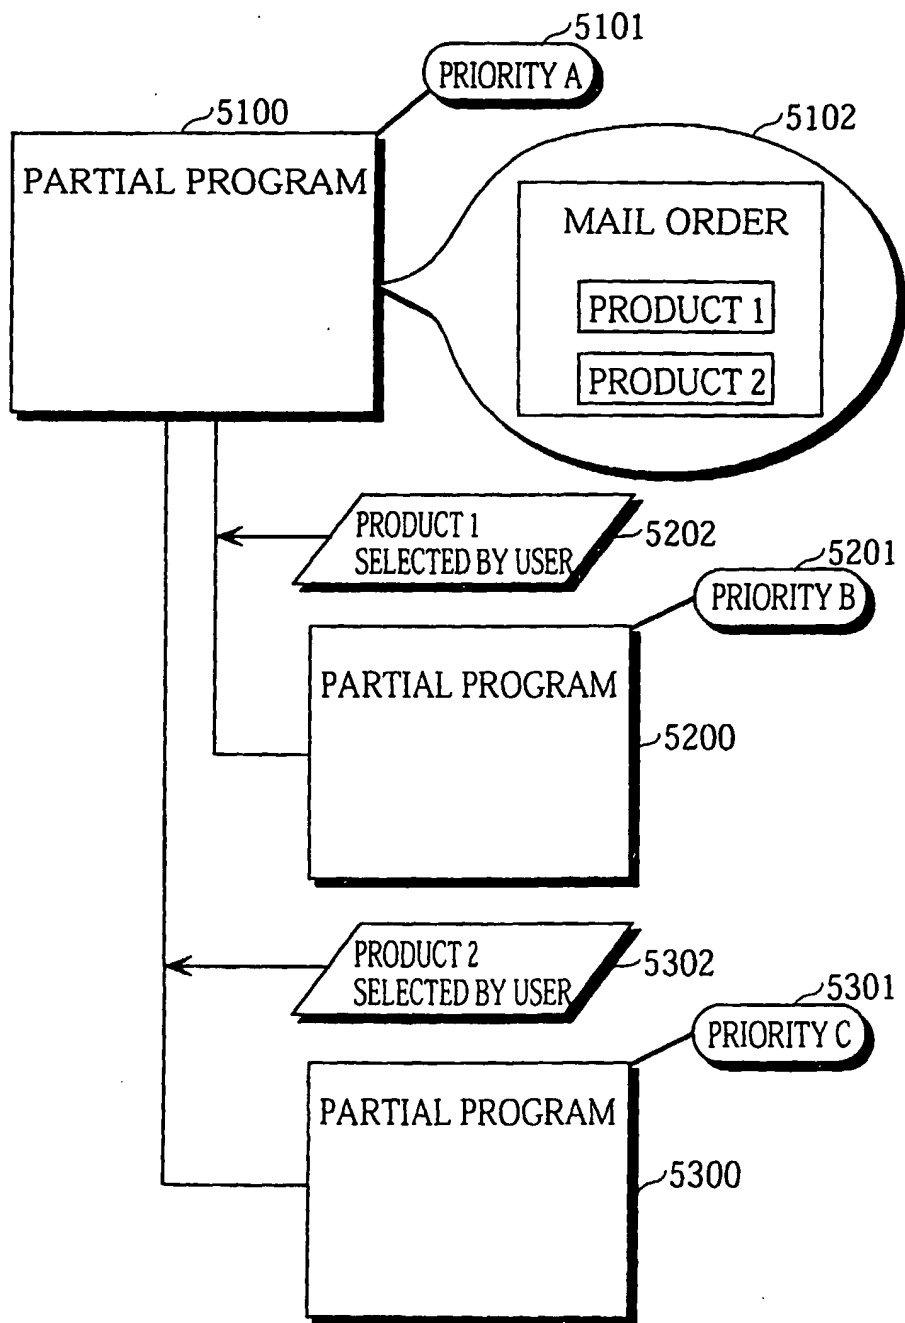 5101
PRIORITY A
5100
5102
PARTIAL PROGRAM
MAIL ORDER
PRODUCT 1
PRODUCT 2
PRODUCT 1
SELECTED BY USER
5202
5201
PRIORITY B
PARTIAL PROGRAM
5200
PRODUCT 2
SELECTED BY USER
5302
5301
PRIORITY C
PARTIAL PROGRAM
5300